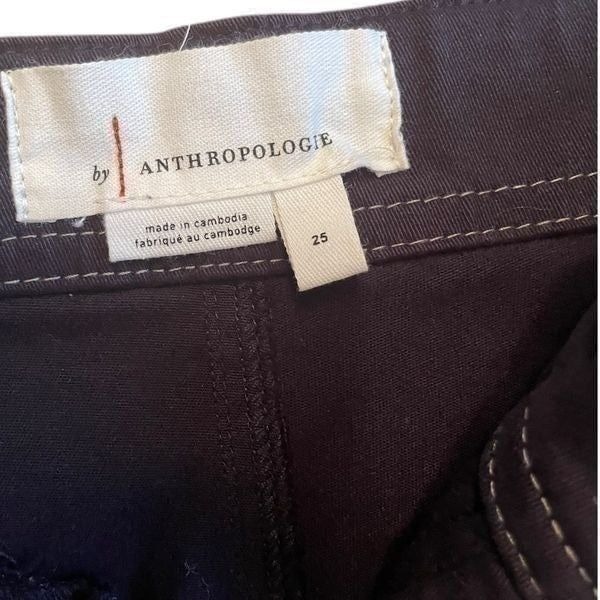 by | ANTHROPOLOGIE
made in cambodia
fabriqué au cambodge
25